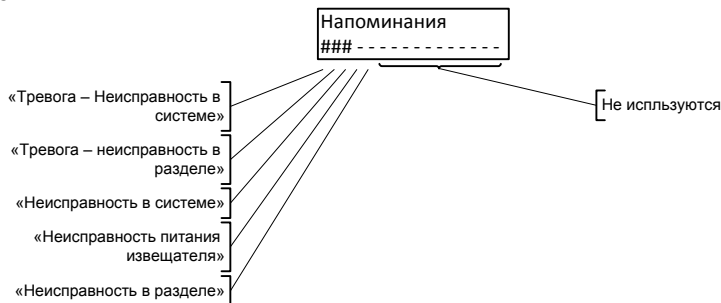 Напоминания
### - - - - - - - - - - - - -
«Тревога – Неисправность в
системе»
«Тревога – неисправность в
разделе»
«Неисправность в системе»
«Неисправность питания
извещателя»
«Неисправность в разделе»
Не испльзуются